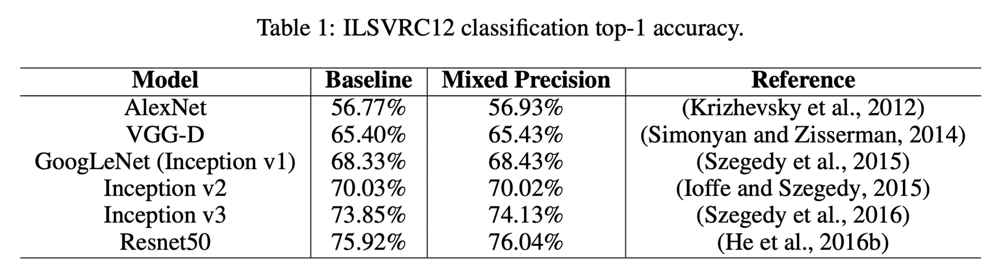 Table 1: ILSVRC12 classification top-1 accuracy.
Model Baseline Mixed Precision Reference
AlexNet 56.77% 56.93% (Krizhevsky et al., 2012)
VGG-D 65.40% 65.43% (Simonyan and Zisserman, 2014)
GoogLeNet (Inception v1) 68.33% 68.43% (Szegedy et al., 2015)
Inception v2 70.03% 70.02% (Ioffe and Szegedy, 2015)
Inception v3 73.85% 74.13% (Szegedy et al., 2016)
Resnet50 75.92% 76.04% (He et al., 2016b)